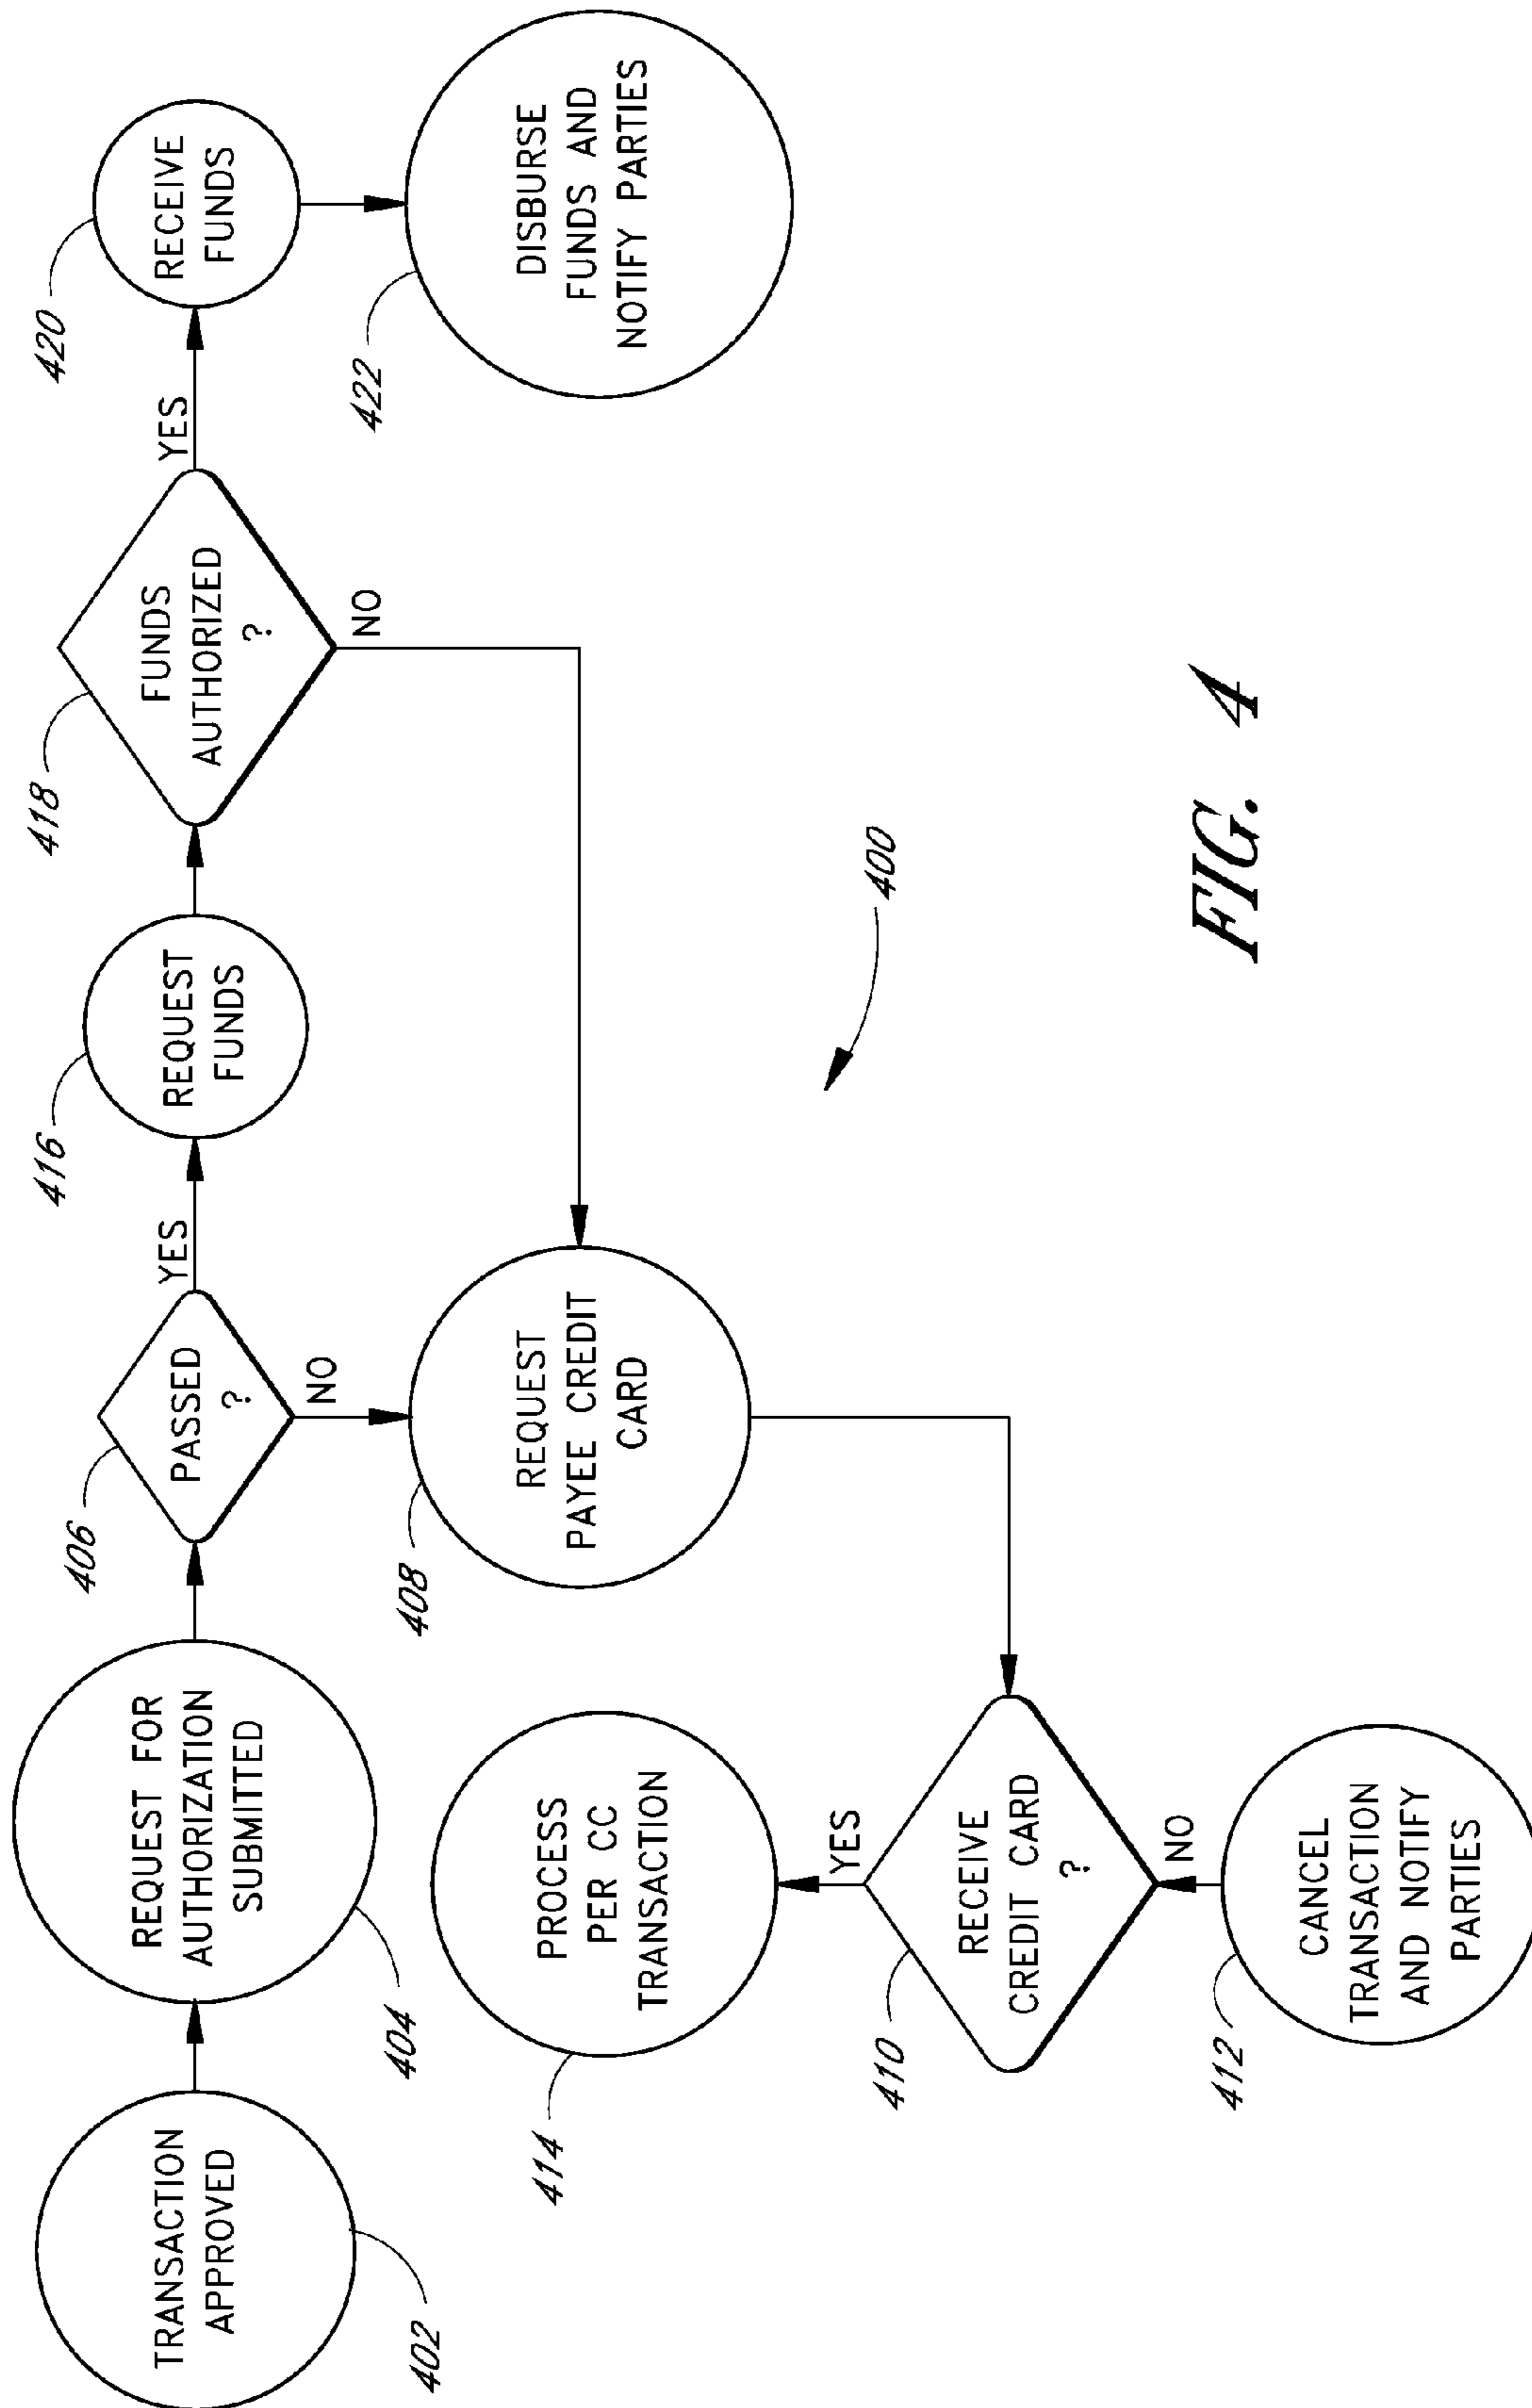 402
TRANSACTION
APPROVED
404
REQUEST FOR
AUTHORIZATION
SUBMITTED
406
PASSED
?
YES
NO
416
REQUEST
FUNDS
418
FUNDS
AUTHORIZED
?
YES
NO
420
RECEIVE
FUNDS
422
DISBURSE
FUNDS AND
NOTIFY PARTIES
408
REQUEST
PAYEE CREDIT
CARD
414
PROCESS
PER CC
TRANSACTION
YES
410
RECEIVE
CREDIT CARD
?
NO
412
CANCEL
TRANSACTION
AND NOTIFY
PARTIES
400
FIG. 4